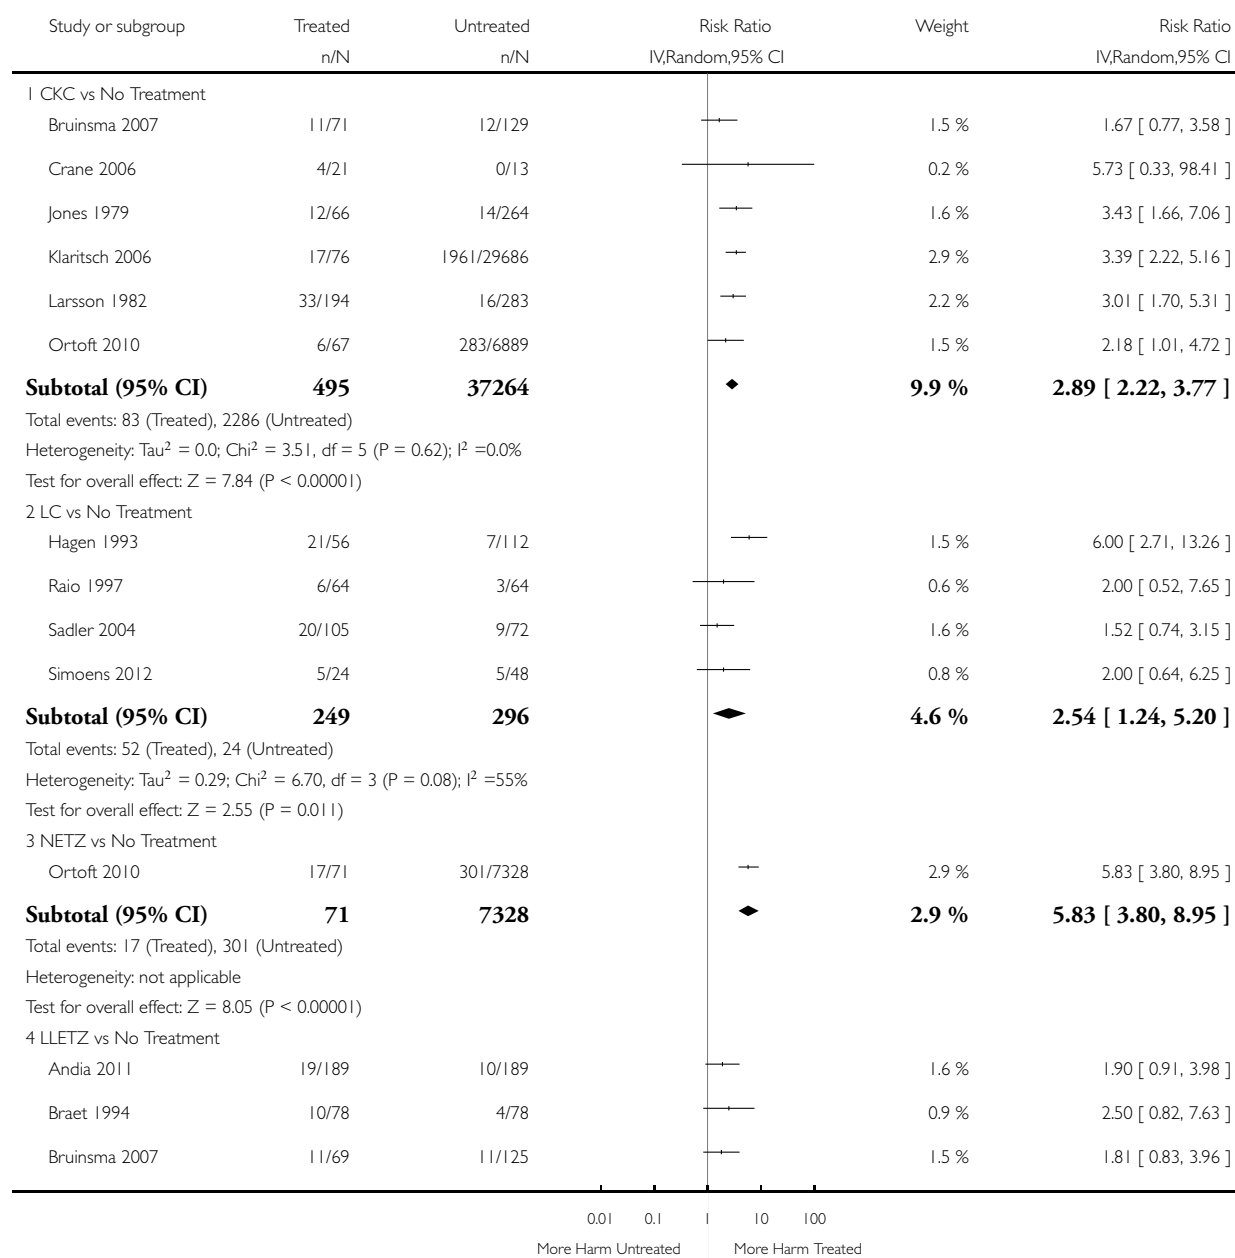 Study or subgroup Treated Untreated Risk Ratio Weight Risk Ratio
n/N n/N IV,Random,95% CI IV,Random,95% CI
1 CKC vs No Treatment
Bruinsma 2007 11/71 12/129 1.5 % 1.67 [ 0.77, 3.58 ]
Crane 2006 4/21 0/13 0.2 % 5.73 [ 0.33, 98.41 ]
Jones 1979 12/66 14/264 1.6 % 3.43 [ 1.66, 7.06 ]
Klaritsch 2006 17/76 1961/29686 2.9 % 3.39 [ 2.22, 5.16 ]
Larsson 1982 33/194 16/283 2.2 % 3.01 [ 1.70, 5.31 ]
Ortoft 2010 6/67 283/6889 1.5 % 2.18 [ 1.01, 4.72 ]
Subtotal (95% CI) 495 37264 9.9 % 2.89 [ 2.22, 3.77 ]
Total events: 83 (Treated), 2286 (Untreated)
Heterogeneity: Tau² = 0.0; Chi² = 3.51, df = 5 (P = 0.62); I² =0.0%
Test for overall effect: Z = 7.84 (P < 0.00001)
2 LC vs No Treatment
Hagen 1993 21/56 7/112 1.5 % 6.00 [ 2.71, 13.26 ]
Raio 1997 6/64 3/64 0.6 % 2.00 [ 0.52, 7.65 ]
Sadler 2004 20/105 9/72 1.6 % 1.52 [ 0.74, 3.15 ]
Simoens 2012 5/24 5/48 0.8 % 2.00 [ 0.64, 6.25 ]
Subtotal (95% CI) 249 296 4.6 % 2.54 [ 1.24, 5.20 ]
Total events: 52 (Treated), 24 (Untreated)
Heterogeneity: Tau² = 0.29; Chi² = 6.70, df = 3 (P = 0.08); I² =55%
Test for overall effect: Z = 2.55 (P = 0.011)
3 NETZ vs No Treatment
Ortoft 2010 17/71 301/7328 2.9 % 5.83 [ 3.80, 8.95 ]
Subtotal (95% CI) 71 7328 2.9 % 5.83 [ 3.80, 8.95 ]
Total events: 17 (Treated), 301 (Untreated)
Heterogeneity: not applicable
Test for overall effect: Z = 8.05 (P < 0.00001)
4 LLETZ vs No Treatment
Andia 2011 19/189 10/189 1.6 % 1.90 [ 0.91, 3.98 ]
Braet 1994 10/78 4/78 0.9 % 2.50 [ 0.82, 7.63 ]
Bruinsma 2007 11/69 11/125 1.5 % 1.81 [ 0.83, 3.96 ]
0.01 0.1 1 10 100
More Harm Untreated More Harm Treated